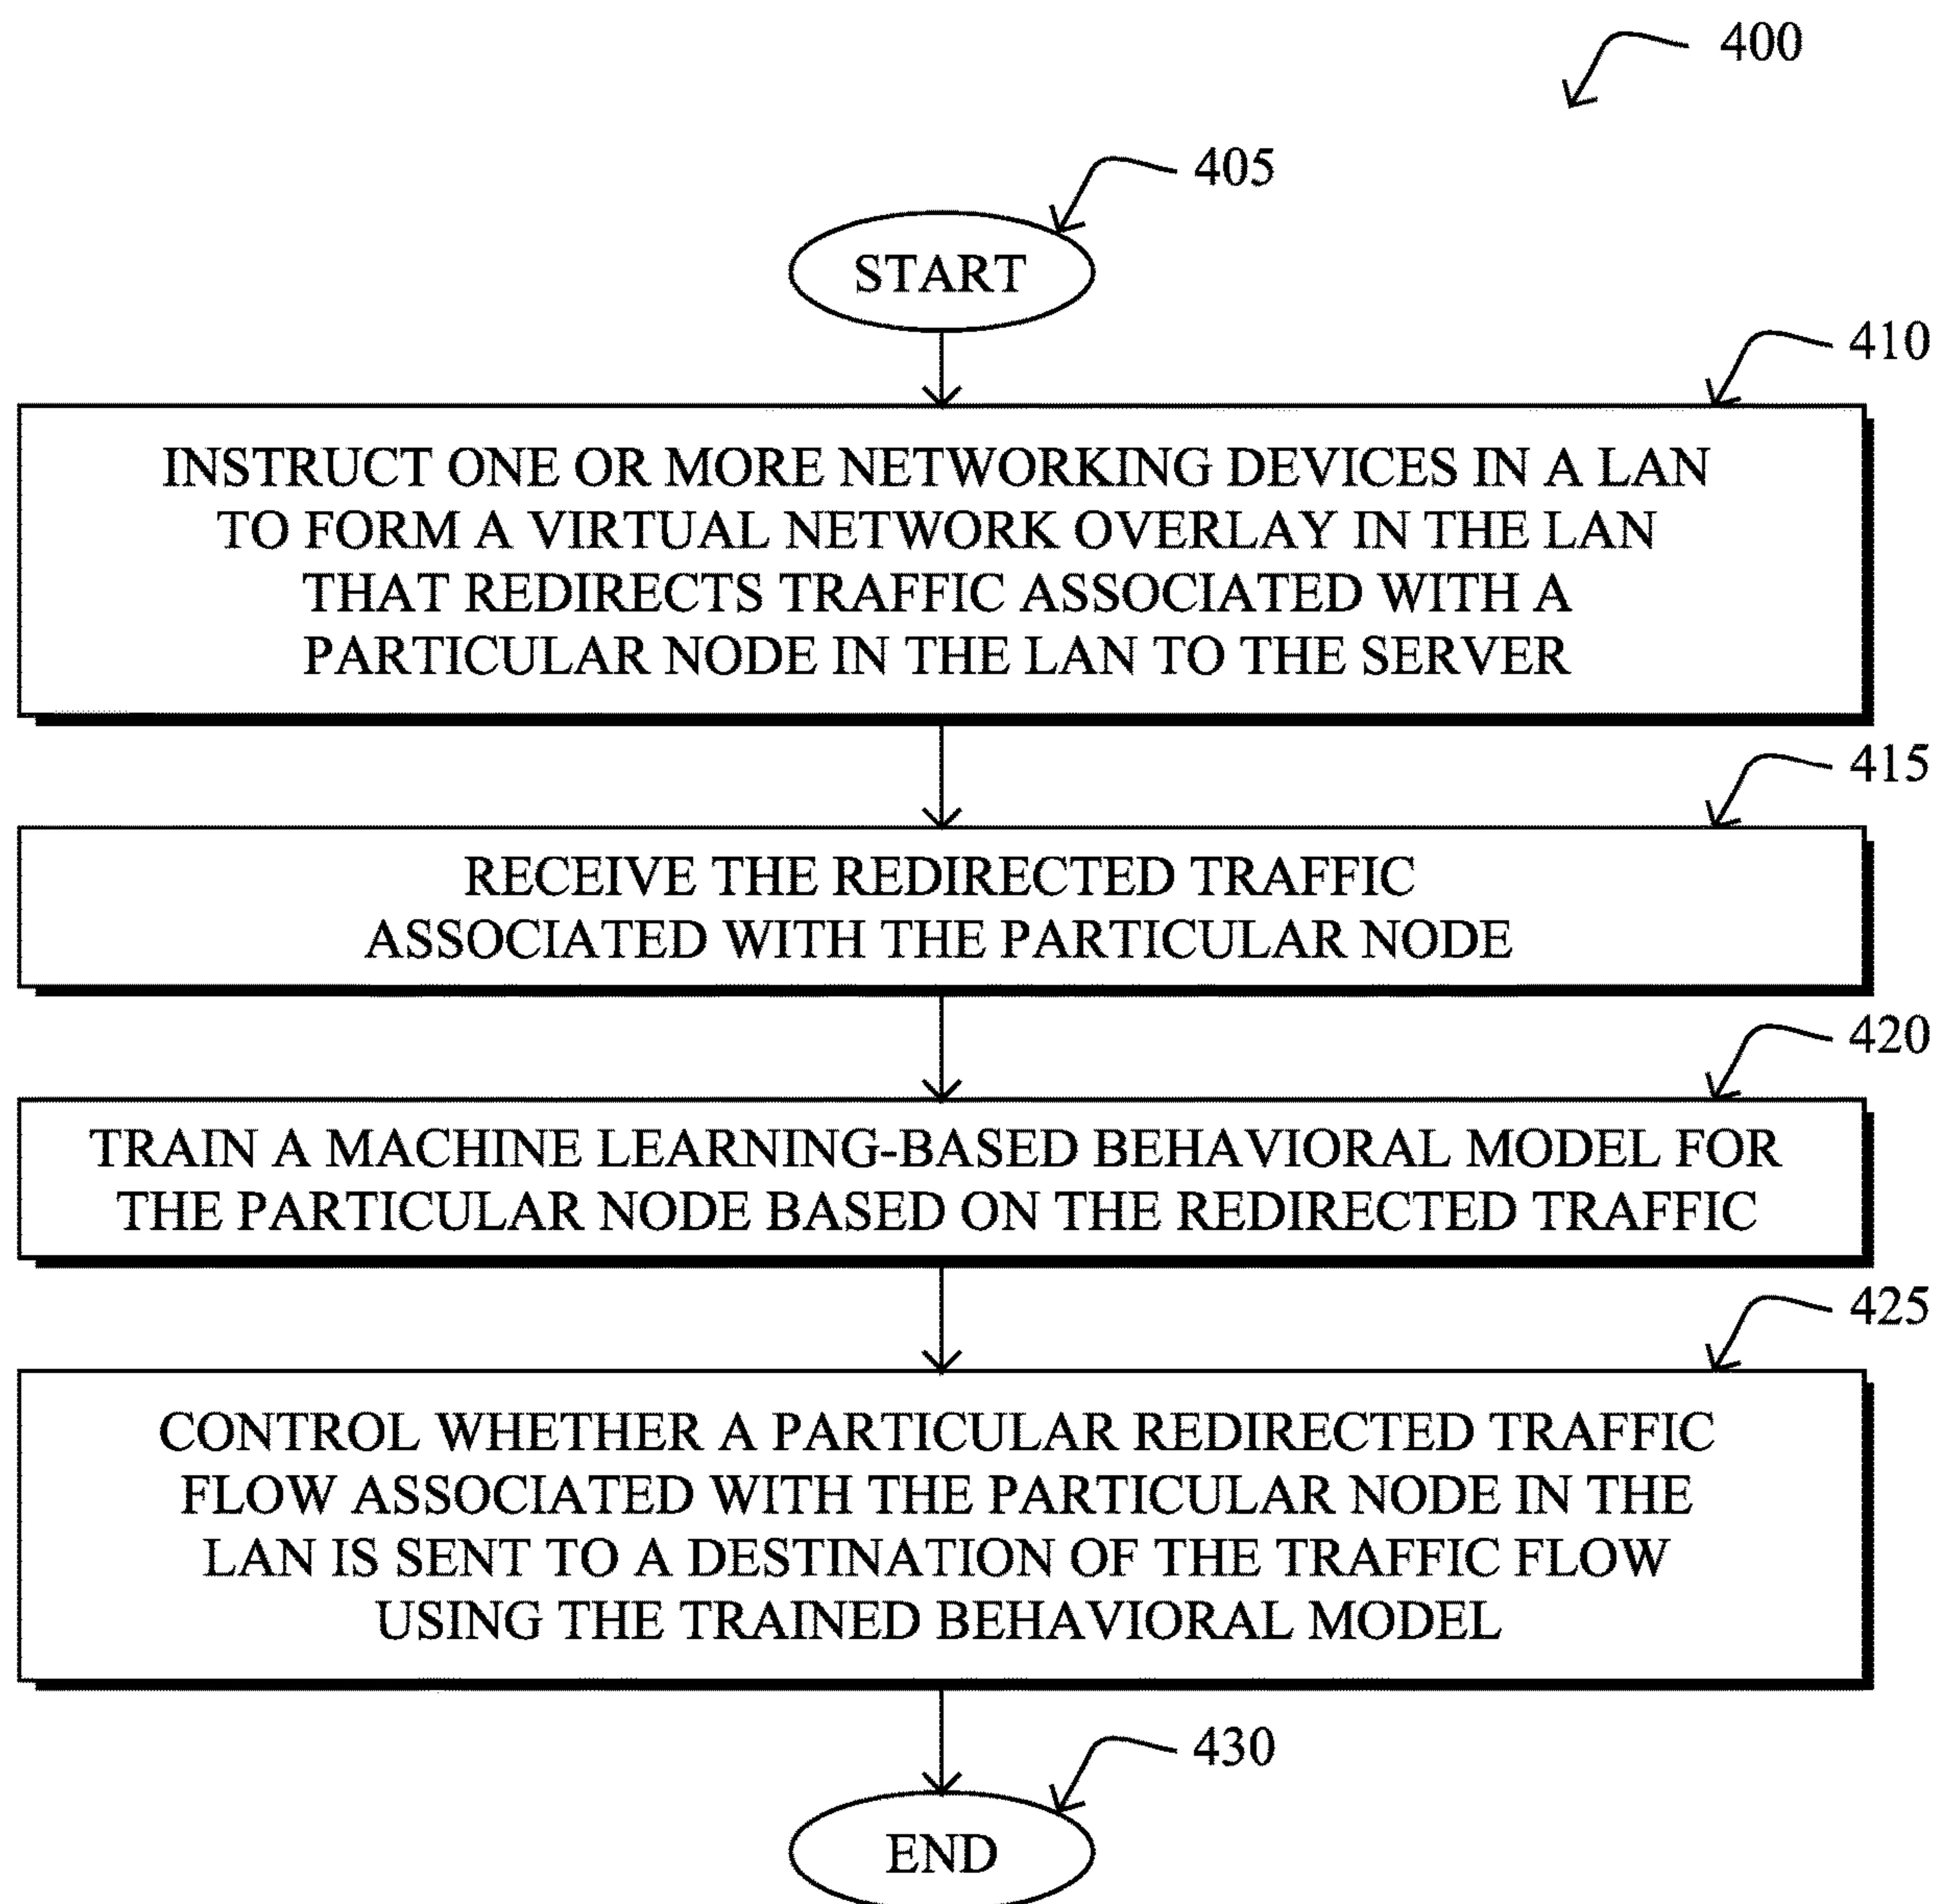 400
405
START
410
INSTRUCT ONE OR MORE NETWORKING DEVICES IN A LAN
TO FORM A VIRTUAL NETWORK OVERLAY IN THE LAN
THAT REDIRECTS TRAFFIC ASSOCIATED WITH A
PARTICULAR NODE IN THE LAN TO THE SERVER
415
RECEIVE THE REDIRECTED TRAFFIC
ASSOCIATED WITH THE PARTICULAR NODE
420
TRAIN A MACHINE LEARNING-BASED BEHAVIORAL MODEL FOR
THE PARTICULAR NODE BASED ON THE REDIRECTED TRAFFIC
425
CONTROL WHETHER A PARTICULAR REDIRECTED TRAFFIC
FLOW ASSOCIATED WITH THE PARTICULAR NODE IN THE
LAN IS SENT TO A DESTINATION OF THE TRAFFIC FLOW
USING THE TRAINED BEHAVIORAL MODEL
430
END